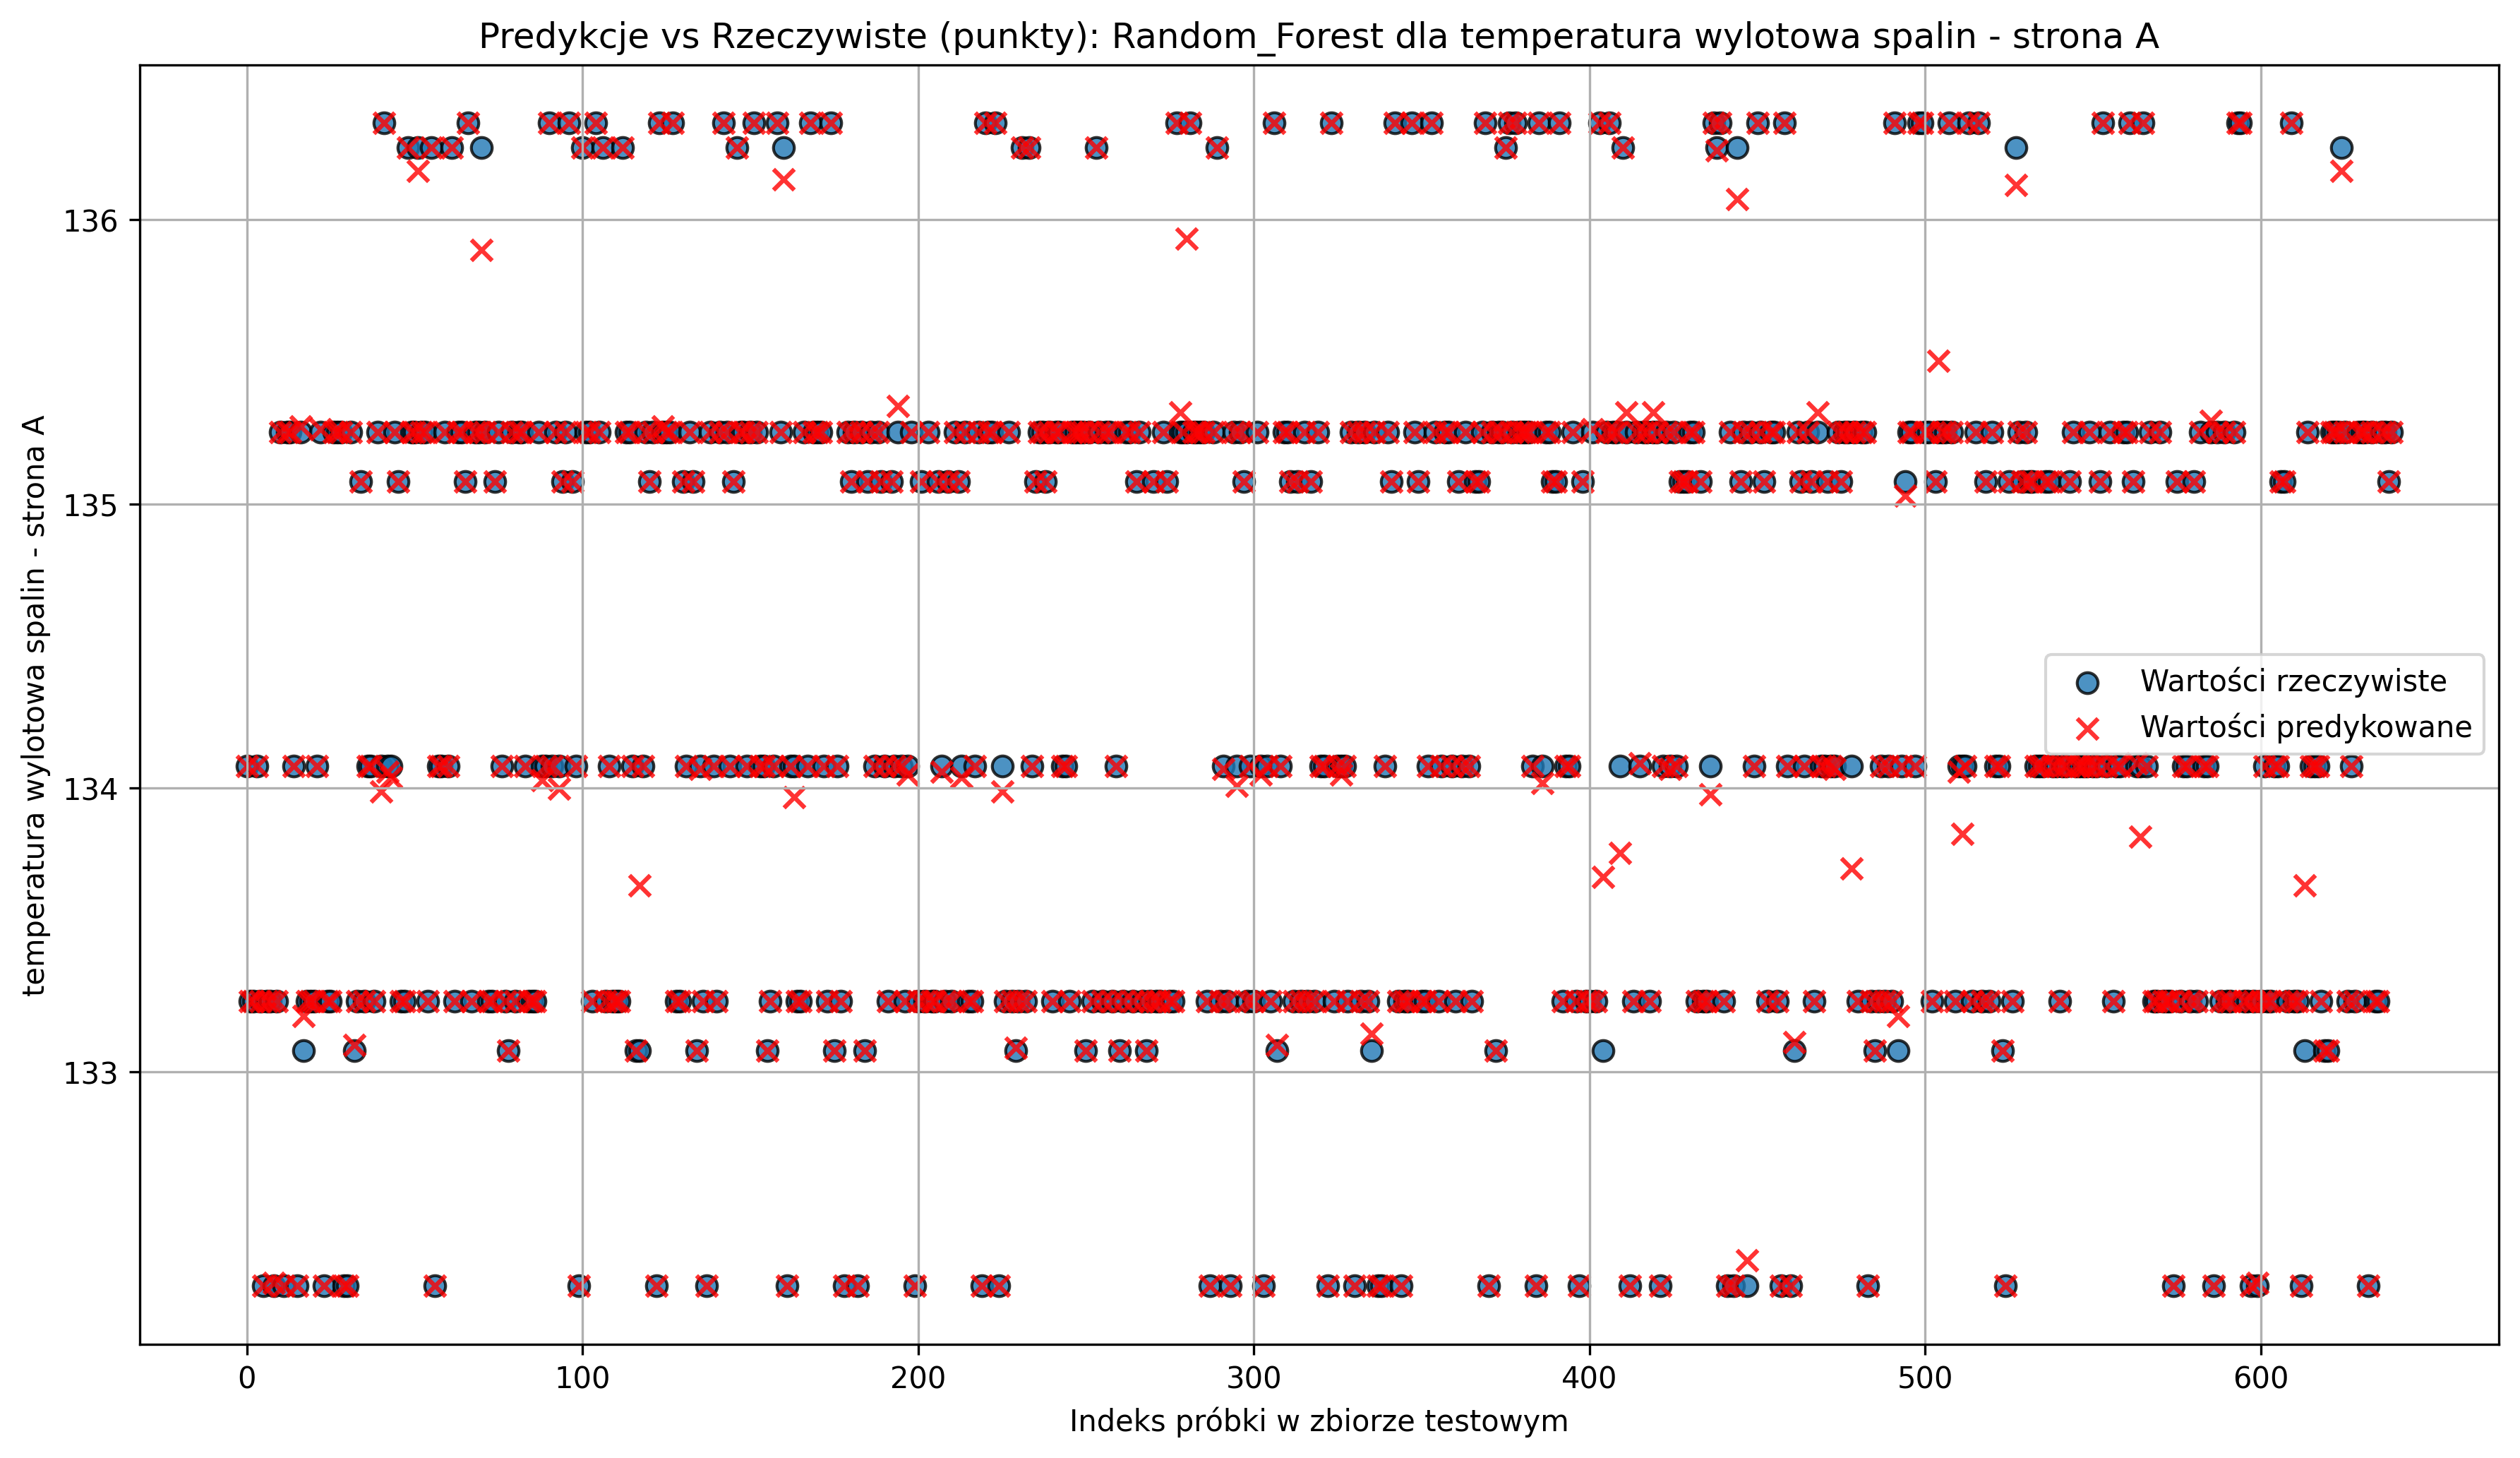 Predykcje vs Rzeczywiste (punkty): Random_Forest dla temperatura wylotowa spalin - strona A
temperatura wylotowa spalin - strona A
136
135
134
133
Wartości rzeczywiste
Wartości predykowane
0 100 200 300 400 500 600
Indeks próbki w zbiorze testowym